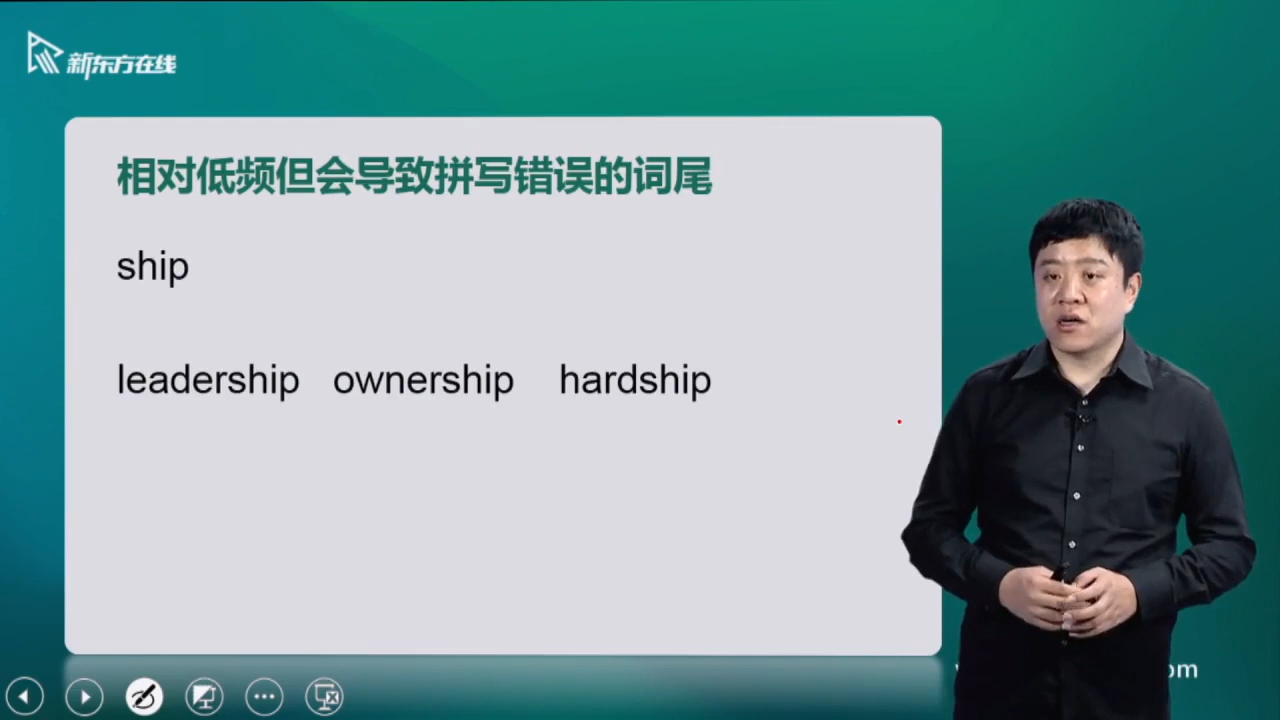 新东方在线
相对低频但会导致拼写错误的词尾
ship
leadership ownership hardship
om